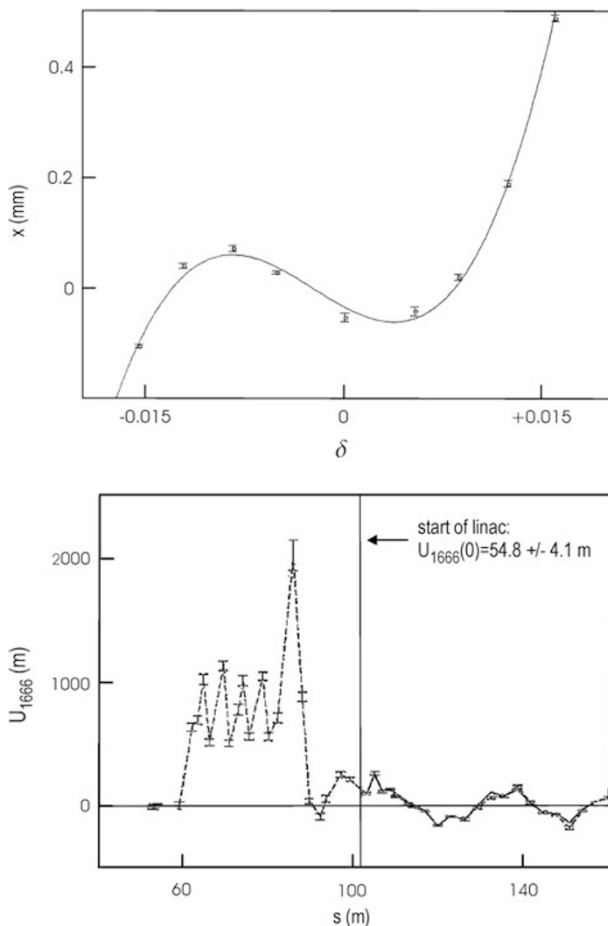 0.4
0.2
0
x (mm)
-0.015 0 +0.015
δ
2000
1000
0
U1666 (m)
start of linac:
U1666(0)=54.8 +/- 4.1 m
60 100 140
s (m)